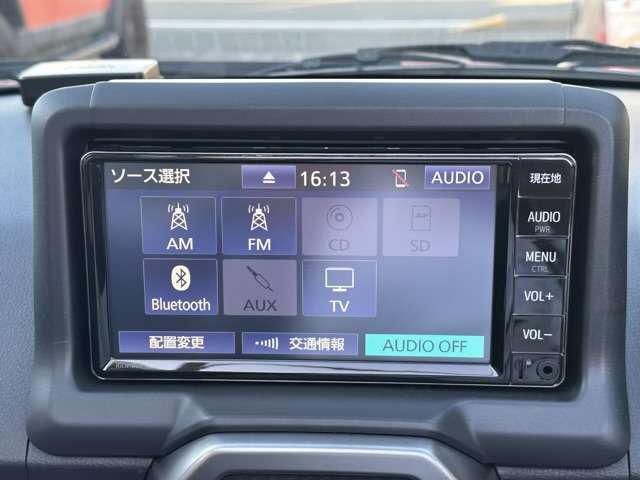 ソース選択 16:13 AUDIO 現在地
AM FM CD SD AUDIO
PWR
MENU
CTRL
Bluetooth AUX TV VOL+
配置変更 交通情報 AUDIO OFF VOL-